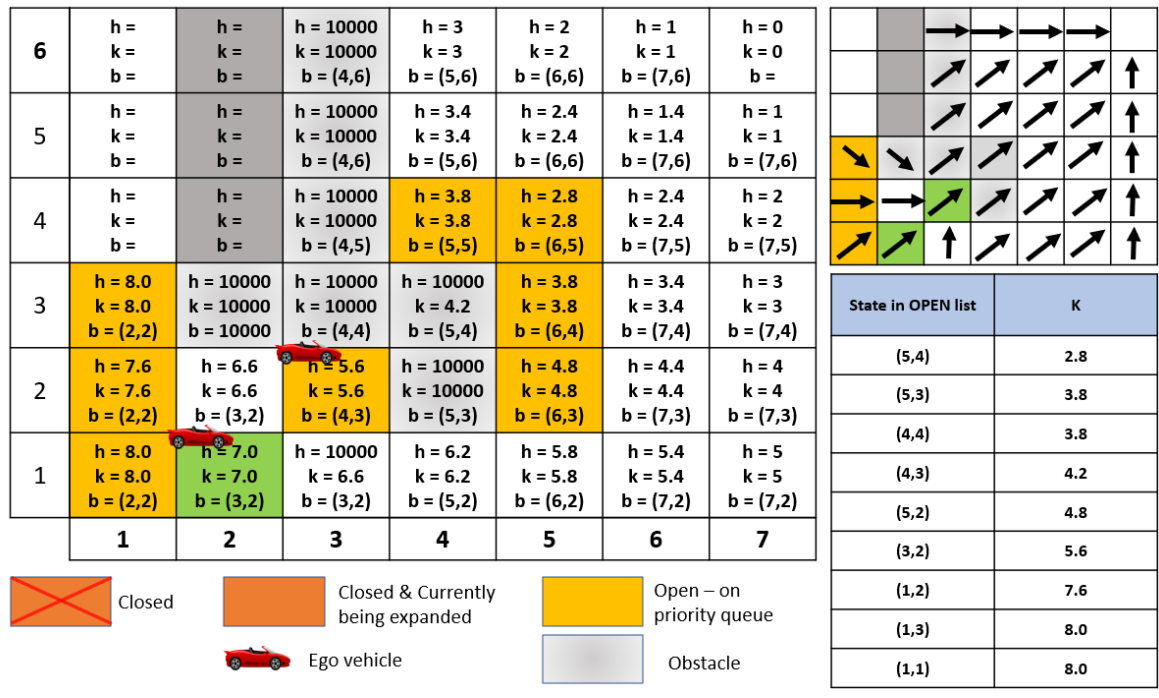 6
h =
k =
b =
h =
k =
b =
h = 10000
k = 10000
b = (4,6)
h = 3
k = 3
b = (5,6)
h = 2
k = 2
b = (6,6)
h = 1
k = 1
b = (7,6)
h = 0
k = 0
b =
5
h =
k =
b =
h =
k =
b =
h = 10000
k = 10000
b = (4,6)
h = 3.4
k = 3.4
b = (5,6)
h = 2.4
k = 2.4
b = (6,6)
h = 1.4
k = 1.4
b = (7,6)
h = 1
k = 1
b = (7,6)
4
h =
k =
b =
h =
k =
b =
h = 10000
k = 10000
b = (4,5)
h = 3.8
k = 3.8
b = (5,5)
h = 2.8
k = 2.8
b = (6,5)
h = 2.4
k = 2.4
b = (7,5)
h = 2
k = 2
b = (7,5)
3
h = 8.0
k = 8.0
b = (2,2)
h = 10000
k = 10000
b = 10000
h = 10000
k = 10000
b = (4,4)
h = 10000
k = 4.2
b = (5,4)
h = 3.8
k = 3.8
b = (6,4)
h = 3.4
k = 3.4
b = (7,4)
h = 3
k = 3
b = (7,4)
2
h = 7.6
k = 7.6
b = (2,2)
h = 6.6
k = 6.6
b = (3,2)
h = 5.6
k = 5.6
b = (4,3)
h = 10000
k = 10000
b = (5,3)
h = 4.8
k = 4.8
b = (6,3)
h = 4.4
k = 4.4
b = (7,3)
h = 4
k = 4
b = (7,3)
1
h = 8.0
k = 8.0
b = (2,2)
h = 7.0
k = 7.0
b = (3,2)
h = 10000
k = 6.6
b = (3,2)
h = 6.2
k = 6.2
b = (5,2)
h = 5.8
k = 5.8
b = (6,2)
h = 5.4
k = 5.4
b = (7,2)
h = 5
k = 5
b = (7,2)
1 2 3 4 5 6 7
Closed
Closed & Currently
being expanded
Open – on
priority queue
Ego vehicle
Obstacle
State in OPEN list K
(5,4) 2.8
(5,3) 3.8
(4,4) 3.8
(4,3) 4.2
(5,2) 4.8
(3,2) 5.6
(1,2) 7.6
(1,3) 8.0
(1,1) 8.0